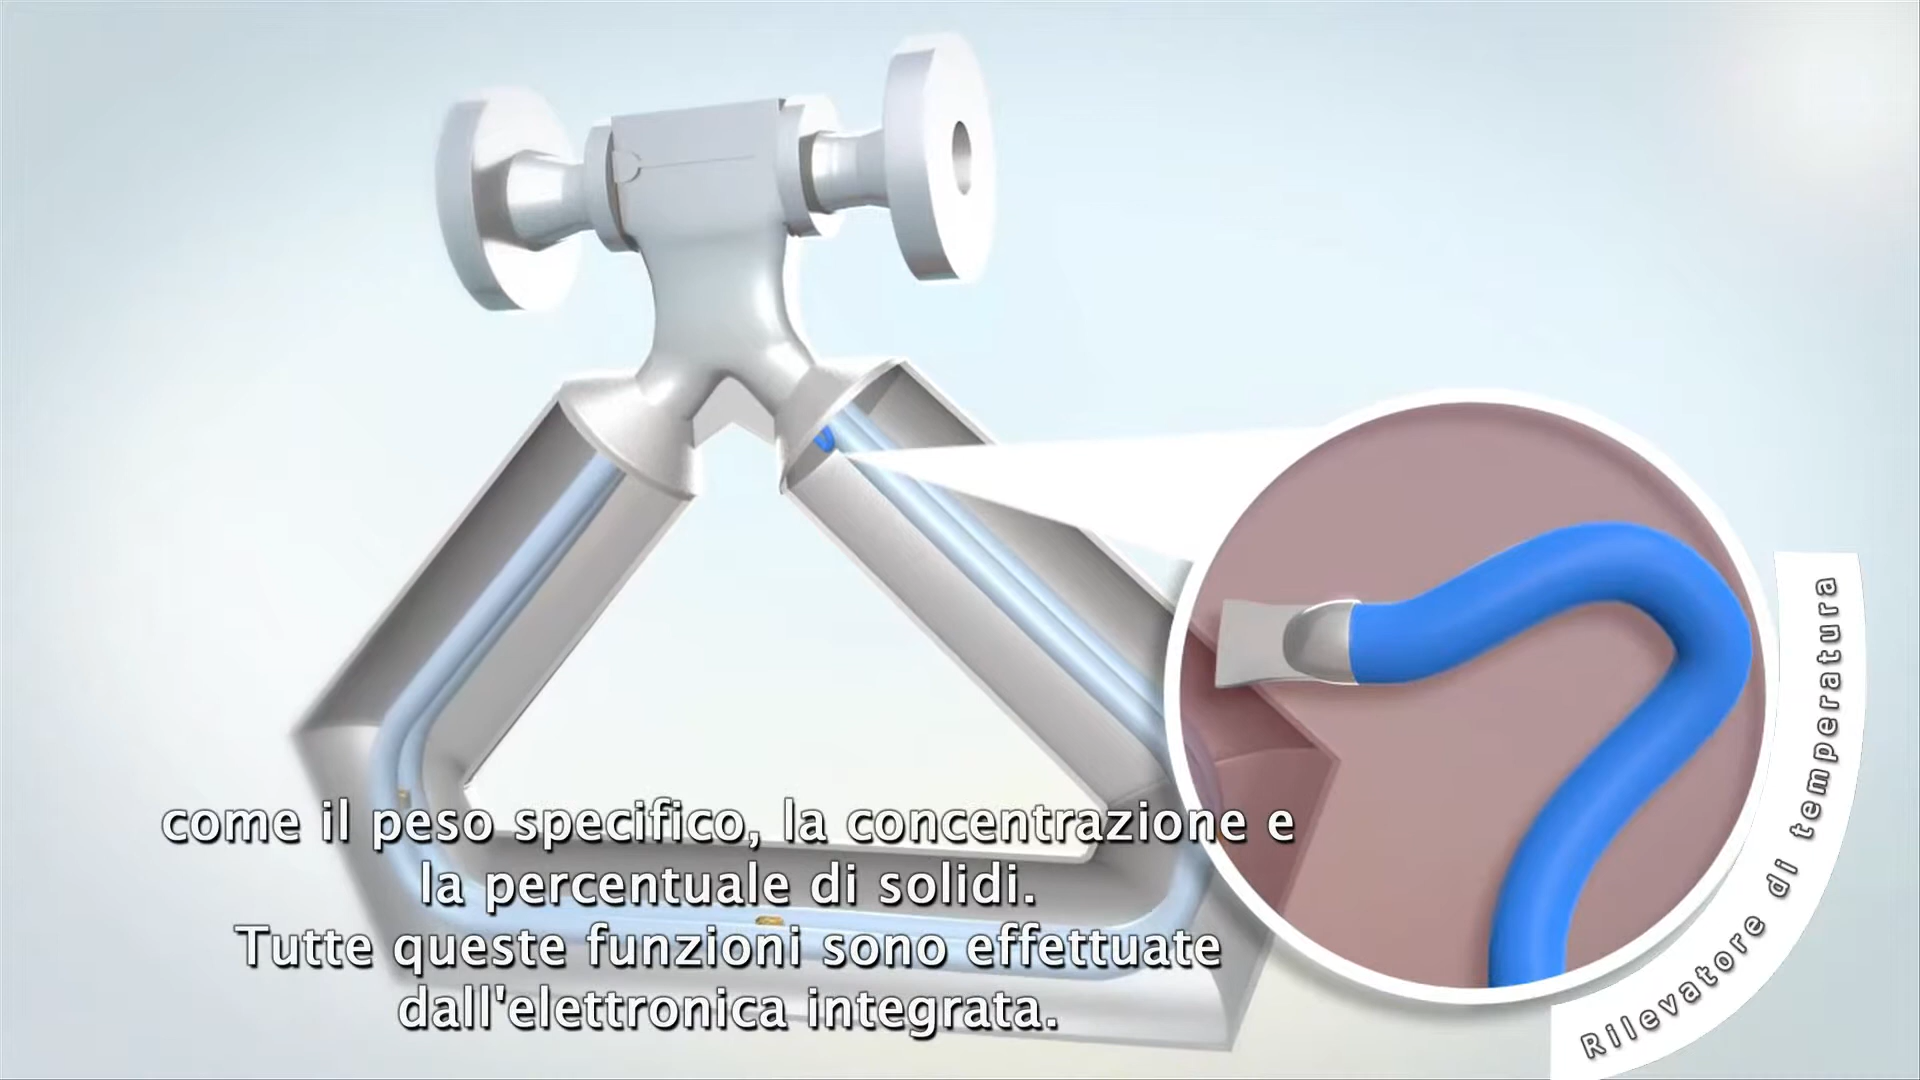 come il peso specifico, la concentrazione e
la percentuale di solidi.
Tutte queste funzioni sono effettuate
dall'elettronica integrata.
Rilevatore di temperatura